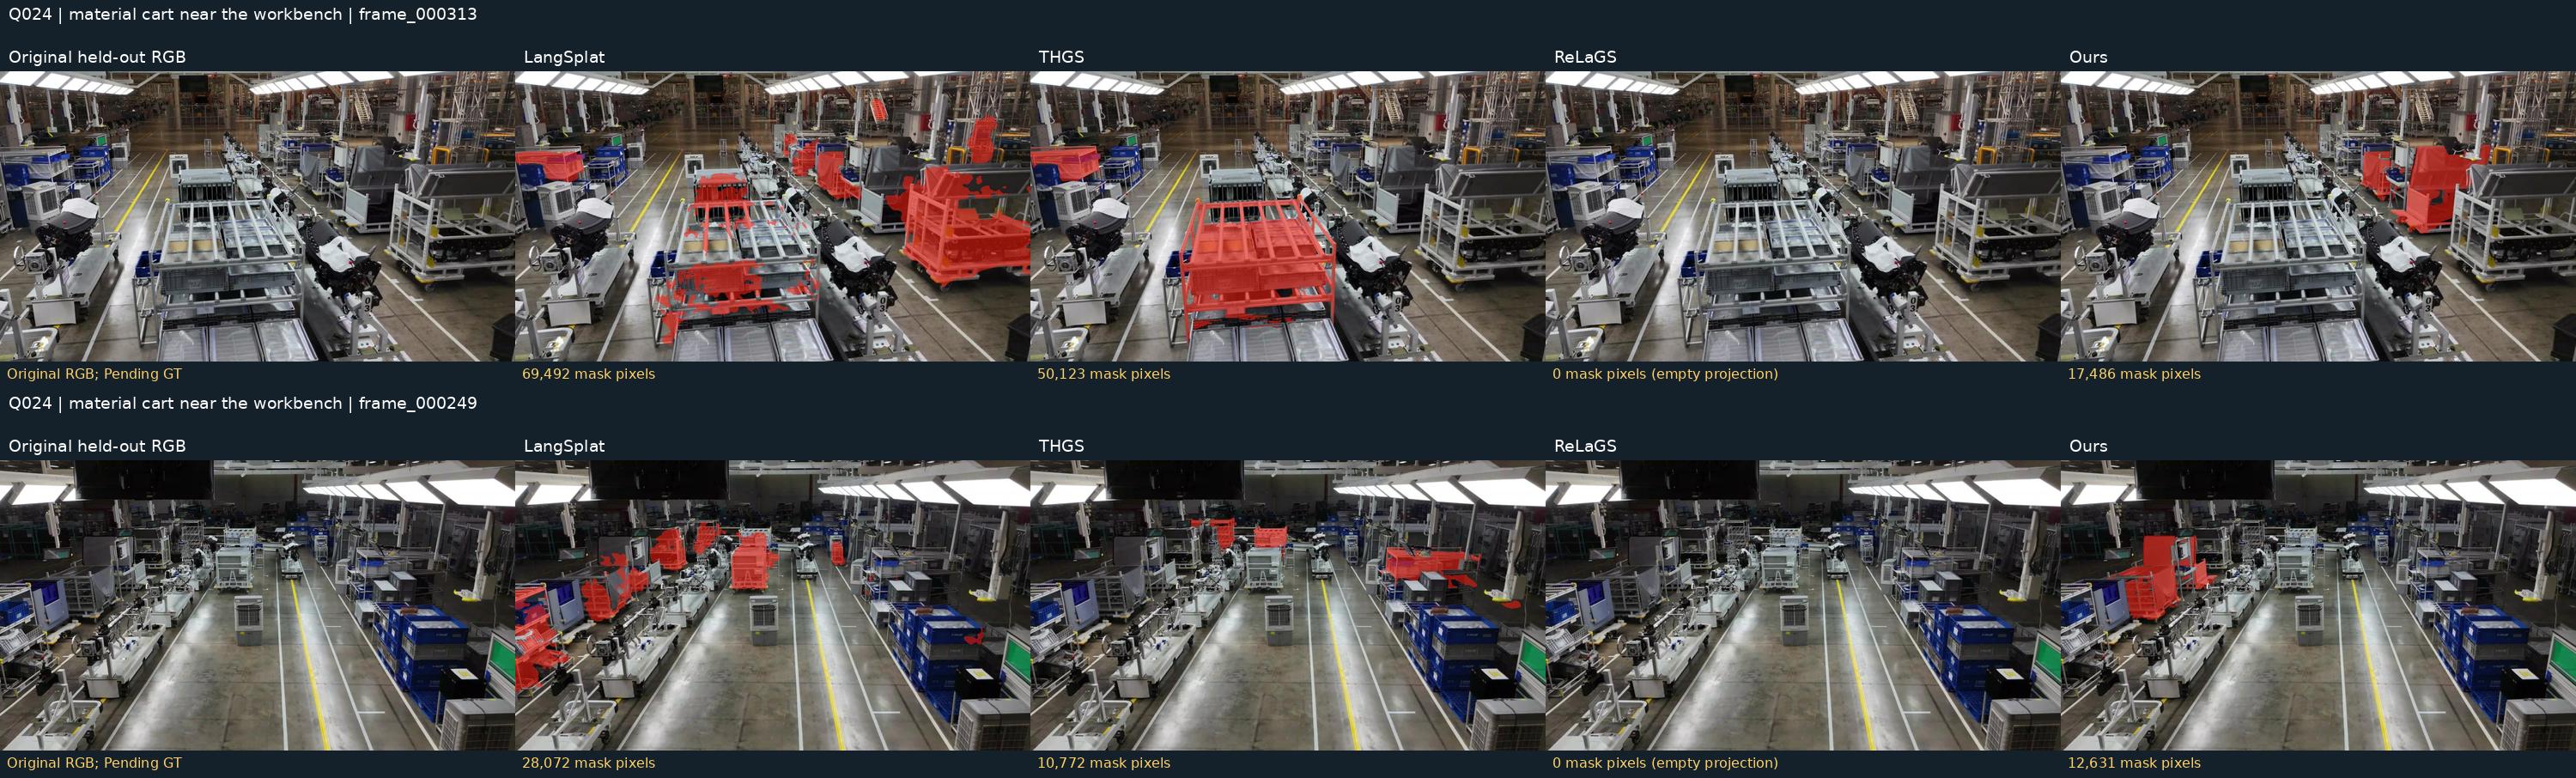 Q024 | material cart near the workbench | frame_000313
Original held-out RGB
LangSplat
THGS
ReLaGS
Ours
Original RGB; Pending GT
69,492 mask pixels
50,123 mask pixels
0 mask pixels (empty projection)
17,486 mask pixels
Q024 | material cart near the workbench | frame_000249
Original held-out RGB
LangSplat
THGS
ReLaGS
Ours
Original RGB; Pending GT
28,072 mask pixels
10,772 mask pixels
0 mask pixels (empty projection)
12,631 mask pixels